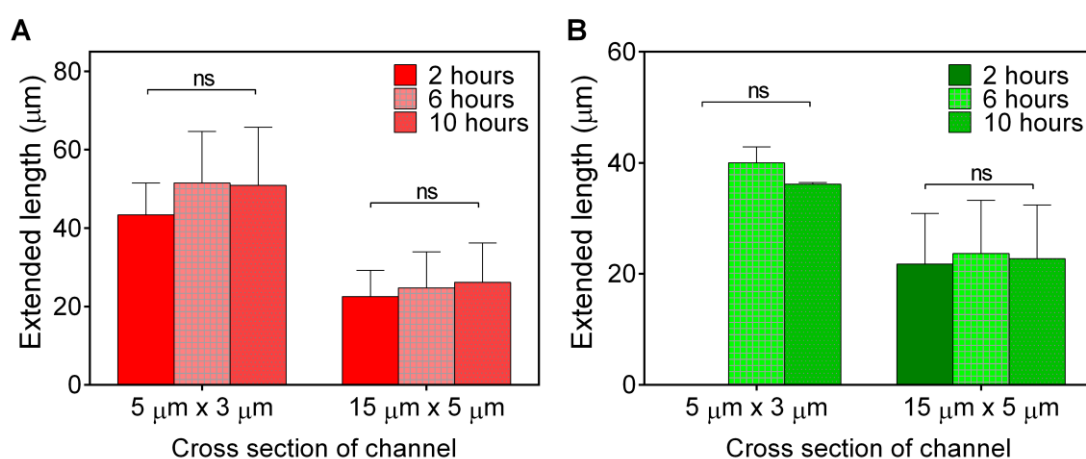 A
Extended length (μm)
80
60
40
20
0
ns
ns
2 hours
6 hours
10 hours
5 μm x 3 μm
15 μm x 5 μm
Cross section of channel
B
Extended length (μm)
60
40
20
0
ns
ns
2 hours
6 hours
10 hours
5 μm x 3 μm
15 μm x 5 μm
Cross section of channel